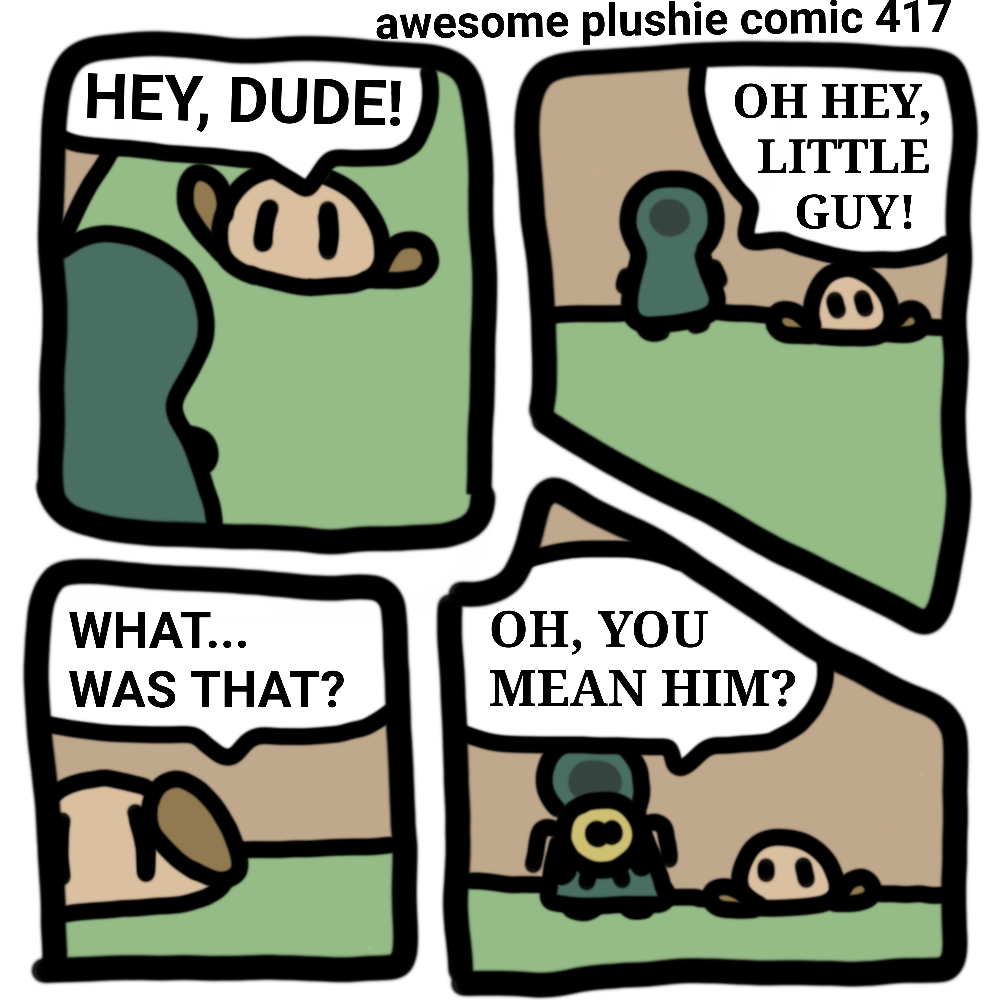 awesome plushie comic 417
HEY, DUDE!
OH HEY,
LITTLE
GUY!
WHAT...
WAS THAT?
OH, YOU
MEAN HIM?